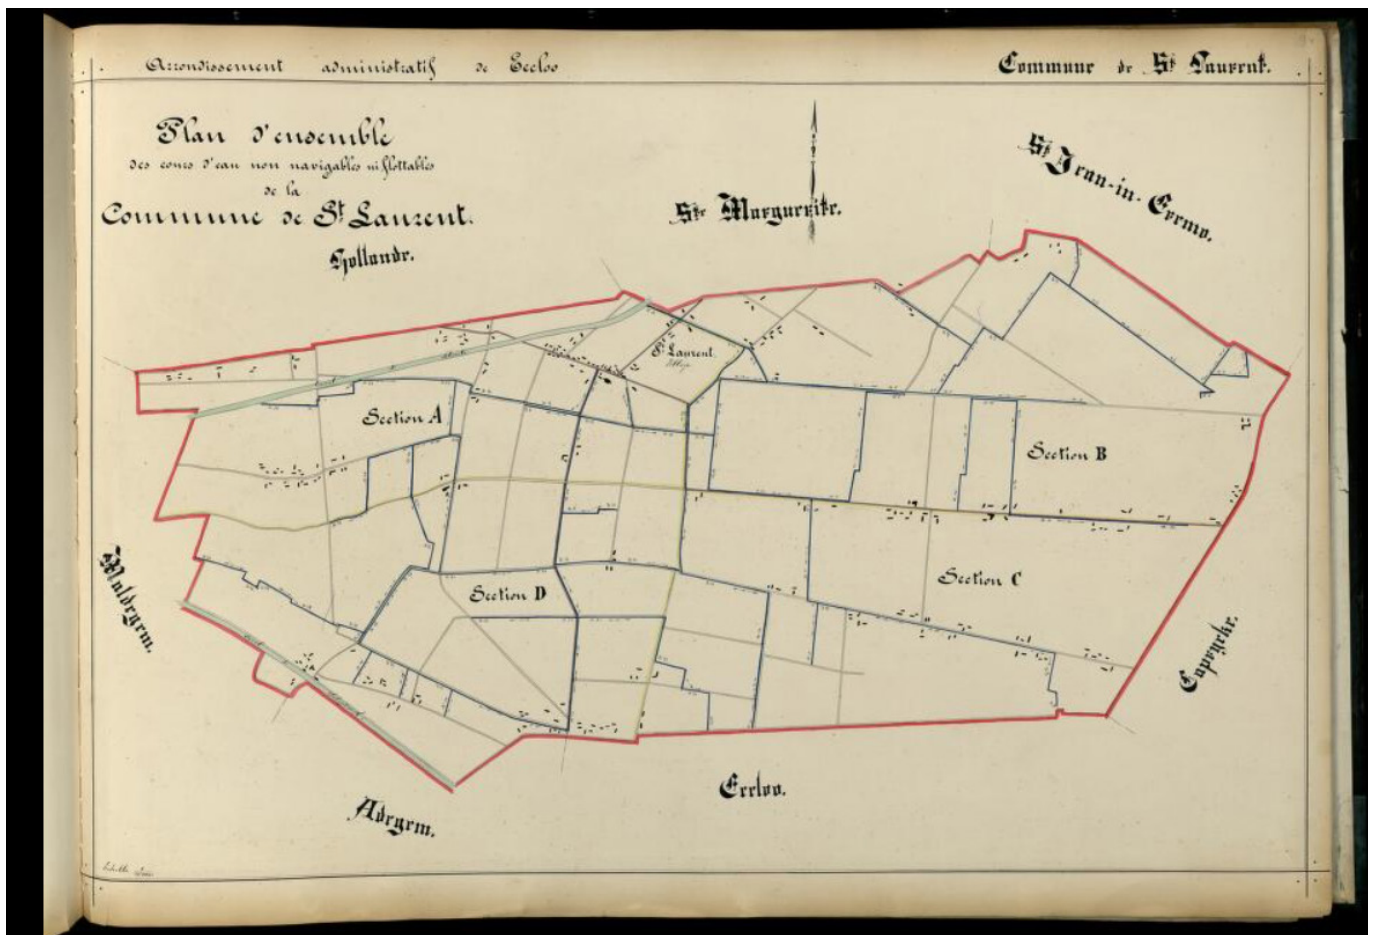 Arrondissement administratif de Eecloo
Commune de St Laurent.
Plan d'ensemble
des cours d'eau non navigables ni flottables
de la
Commune de St Laurent.
Hollande.
Ste Marguerite.
St Jean-in-Eremo.
St Laurent
Section A
Section B
Section C
Section D
Maldegem.
Adegem.
Eecloo.
Caprycke.
Echelle